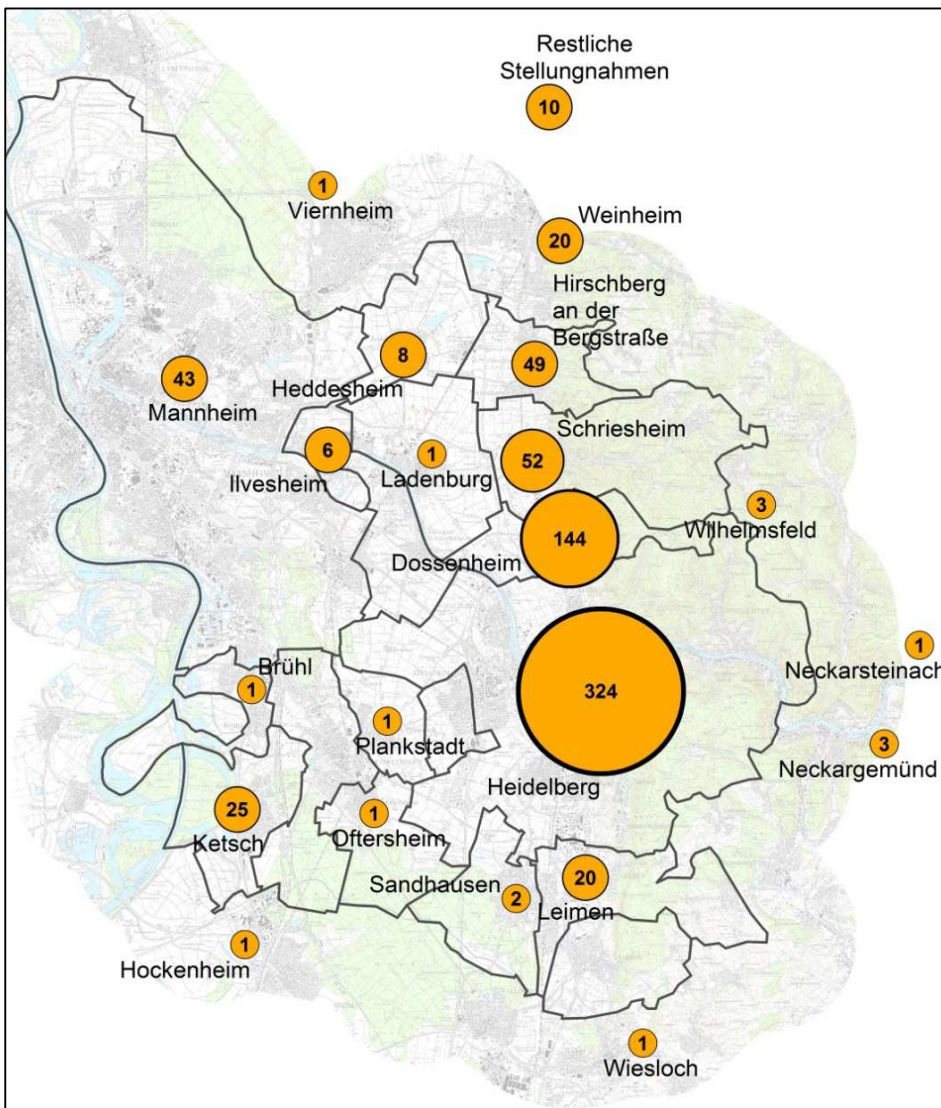 Restliche
Stellungnahmen
10
1
Viernheim
Weinheim
20
Hirschberg
an der
Bergstraße
49
8
Heddesheim
43
Mannheim
6
Ilvesheim
1
Ladenburg
Schriesheim
52
3
Wilhelmsfeld
144
Dossenheim
324
Heidelberg
1
Neckarsteinach
3
Neckargemünd
Brühl
1
1
Plankstadt
25
Ketsch
1
Oftersheim
Sandhausen
2
20
Leimen
1
Hockenheim
1
Wiesloch